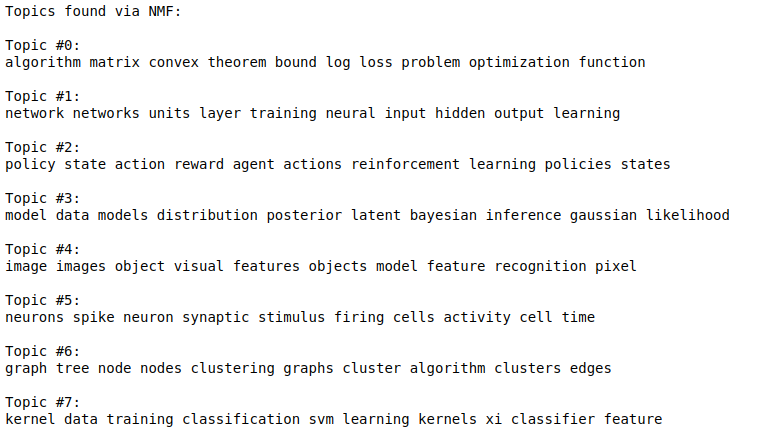 Topics found via NMF:
Topic #0:
algorithm matrix convex theorem bound log loss problem optimization function
Topic #1:
network networks units layer training neural input hidden output learning
Topic #2:
policy state action reward agent actions reinforcement learning policies states
Topic #3:
model data models distribution posterior latent bayesian inference gaussian likelihood
Topic #4:
image images object visual features objects model feature recognition pixel
Topic #5:
neurons spike neuron synaptic stimulus firing cells activity cell time
Topic #6:
graph tree node nodes clustering graphs cluster algorithm clusters edges
Topic #7:
kernel data training classification svm learning kernels xi classifier feature